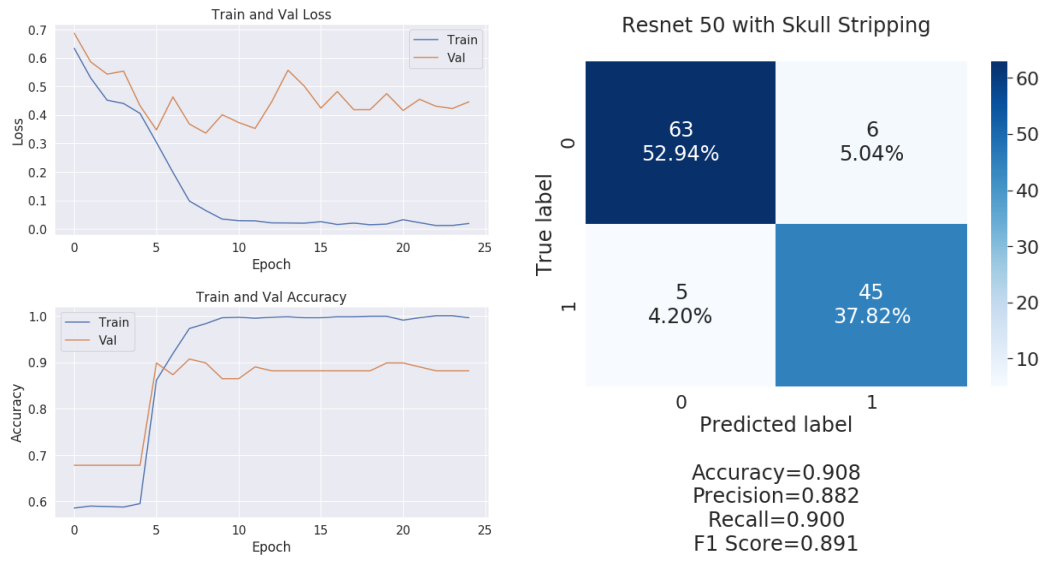 Train and Val Loss
0.7
0.6
0.5
0.4
0.3
0.2
0.1
0.0
Loss
Train
Val
0
5
10
15
20
25
Epoch
Train and Val Accuracy
1.0
0.9
0.8
0.7
0.6
Accuracy
Train
Val
0
5
10
15
20
25
Epoch
Resnet 50 with Skull Stripping
True label
0
1
63
52.94%
6
5.04%
5
4.20%
45
37.82%
0
1
Predicted label
60
50
40
30
20
10
Accuracy=0.908
Precision=0.882
Recall=0.900
F1 Score=0.891